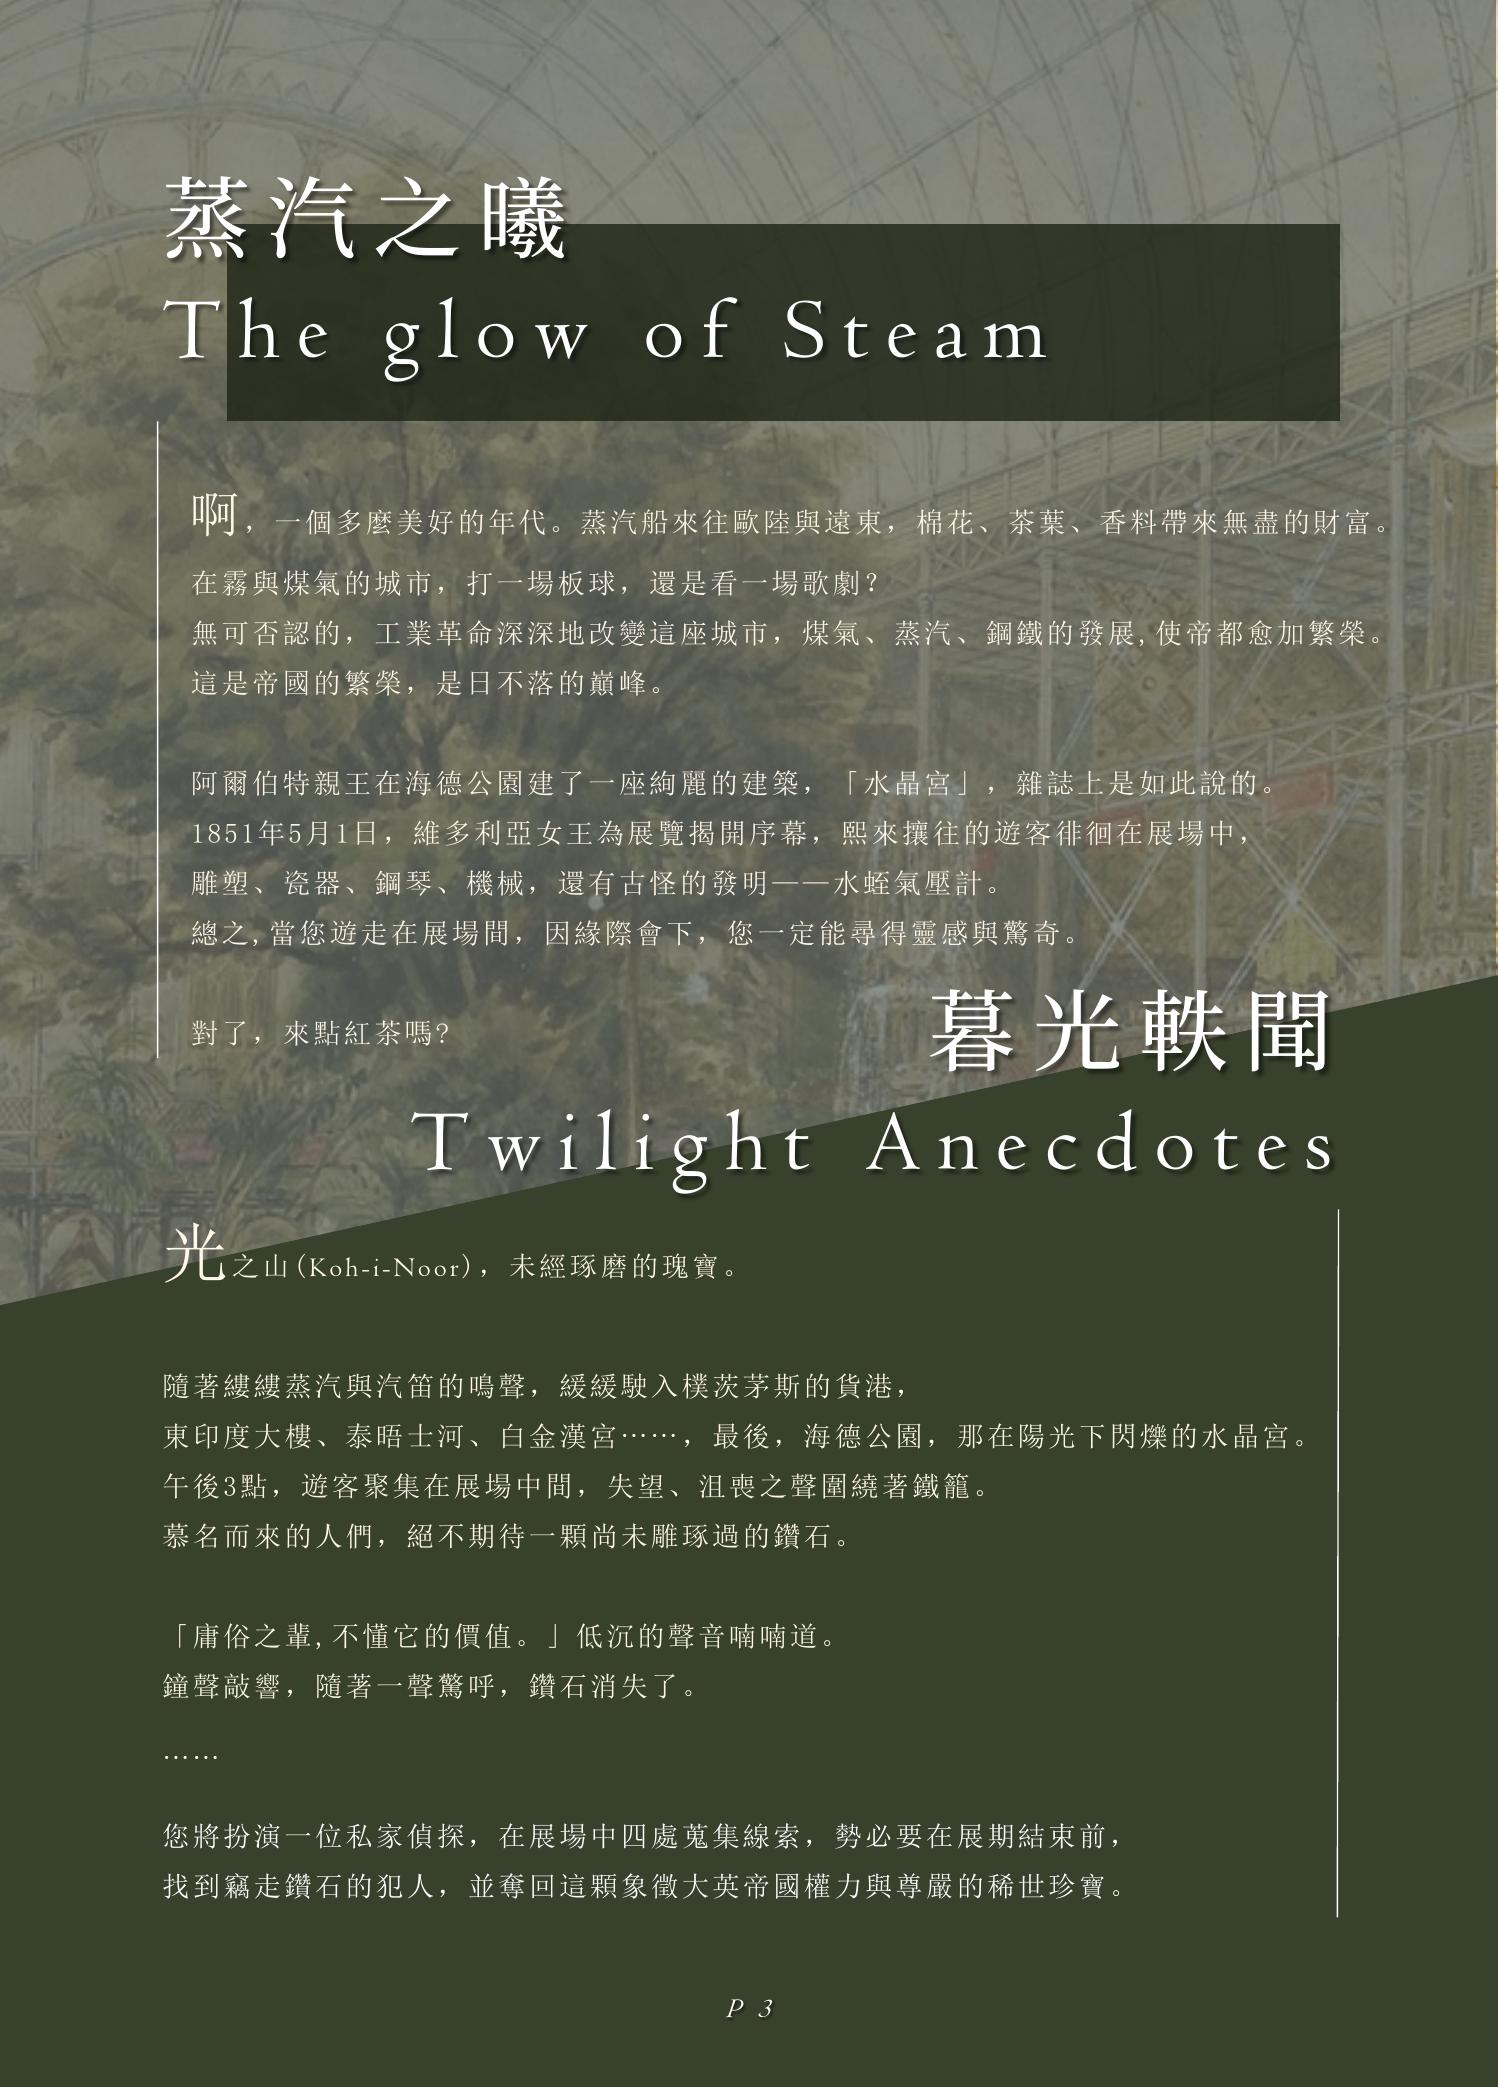 蒸汽之曦
The glow of Steam
啊，一個多麼美好的年代。蒸汽船來往歐陸與遠東，棉花、茶葉、香料帶來無盡的財富。
在霧與煤氣的城市，打一場板球，還是看一場歌劇？
無可否認的，工業革命深深地改變這座城市，煤氣、蒸汽、鋼鐵的發展,使帝都愈加繁榮。
這是帝國的繁榮，是日不落的巔峰。
阿爾伯特親王在海德公園建了一座絢麗的建築，「水晶宮」，雜誌上是如此說的。
1851年5月1日，維多利亞女王為展覽揭開序幕，熙來攘往的遊客徘徊在展場中，
雕塑、瓷器、鋼琴、機械，還有古怪的發明——水蛭氣壓計。
總之,當您遊走在展場間，因緣際會下，您一定能尋得靈感與驚奇。
對了，來點紅茶嗎?
暮光軼聞
Twilight Anecdotes
光之山(Koh-i-Noor)，未經琢磨的瑰寶。
隨著縷縷蒸汽與汽笛的鳴聲，緩緩駛入樸茨茅斯的貨港，
東印度大樓、泰晤士河、白金漢宮……，最後，海德公園，那在陽光下閃爍的水晶宮。
午後3點，遊客聚集在展場中間，失望、沮喪之聲圍繞著鐵籠。
慕名而來的人們，絕不期待一顆尚未雕琢過的鑽石。
「庸俗之輩,不懂它的價值。」低沉的聲音喃喃道。
鐘聲敲響，隨著一聲驚呼，鑽石消失了。
……
您將扮演一位私家偵探，在展場中四處蒐集線索，勢必要在展期結束前，
找到竊走鑽石的犯人，並奪回這顆象徵大英帝國權力與尊嚴的稀世珍寶。
P 3